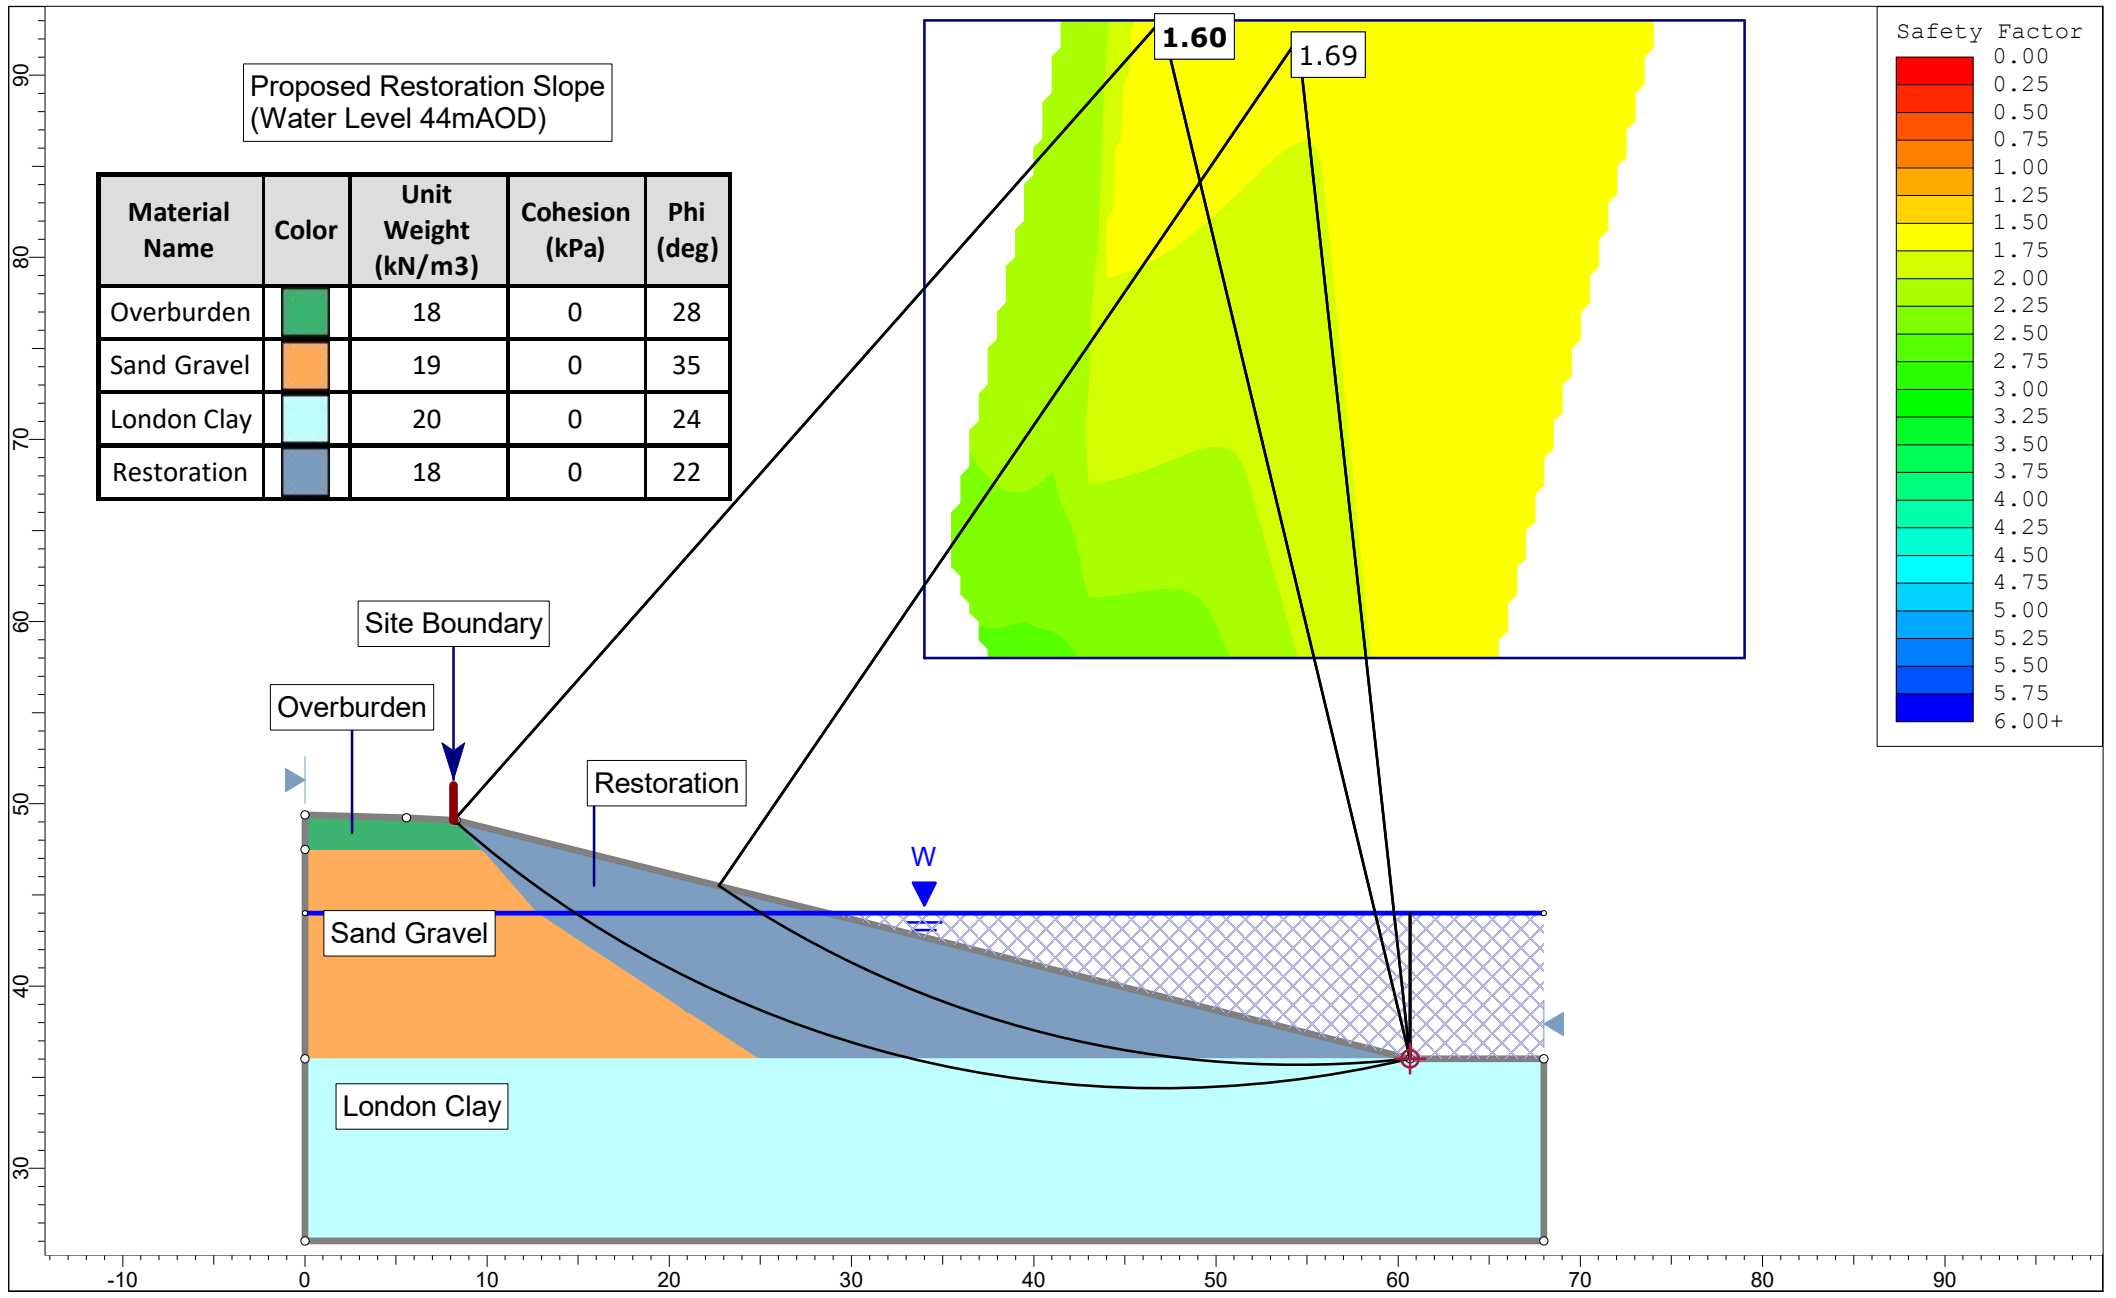 Proposed Restoration Slope
(Water Level 44mAOD)
Material Name Color Unit Weight (kN/m3) Cohesion (kPa) Phi (deg)
Overburden 18 0 28
Sand Gravel 19 0 35
London Clay 20 0 24
Restoration 18 0 22
1.60
1.69
Safety Factor
0.00
0.25
0.50
0.75
1.00
1.25
1.50
1.75
2.00
2.25
2.50
2.75
3.00
3.25
3.50
3.75
4.00
4.25
4.50
4.75
5.00
5.25
5.50
5.75
6.00+
Site Boundary
Overburden
Restoration
W
Sand Gravel
London Clay
90
80
70
60
50
40
30
-10 0 10 20 30 40 50 60 70 80 90